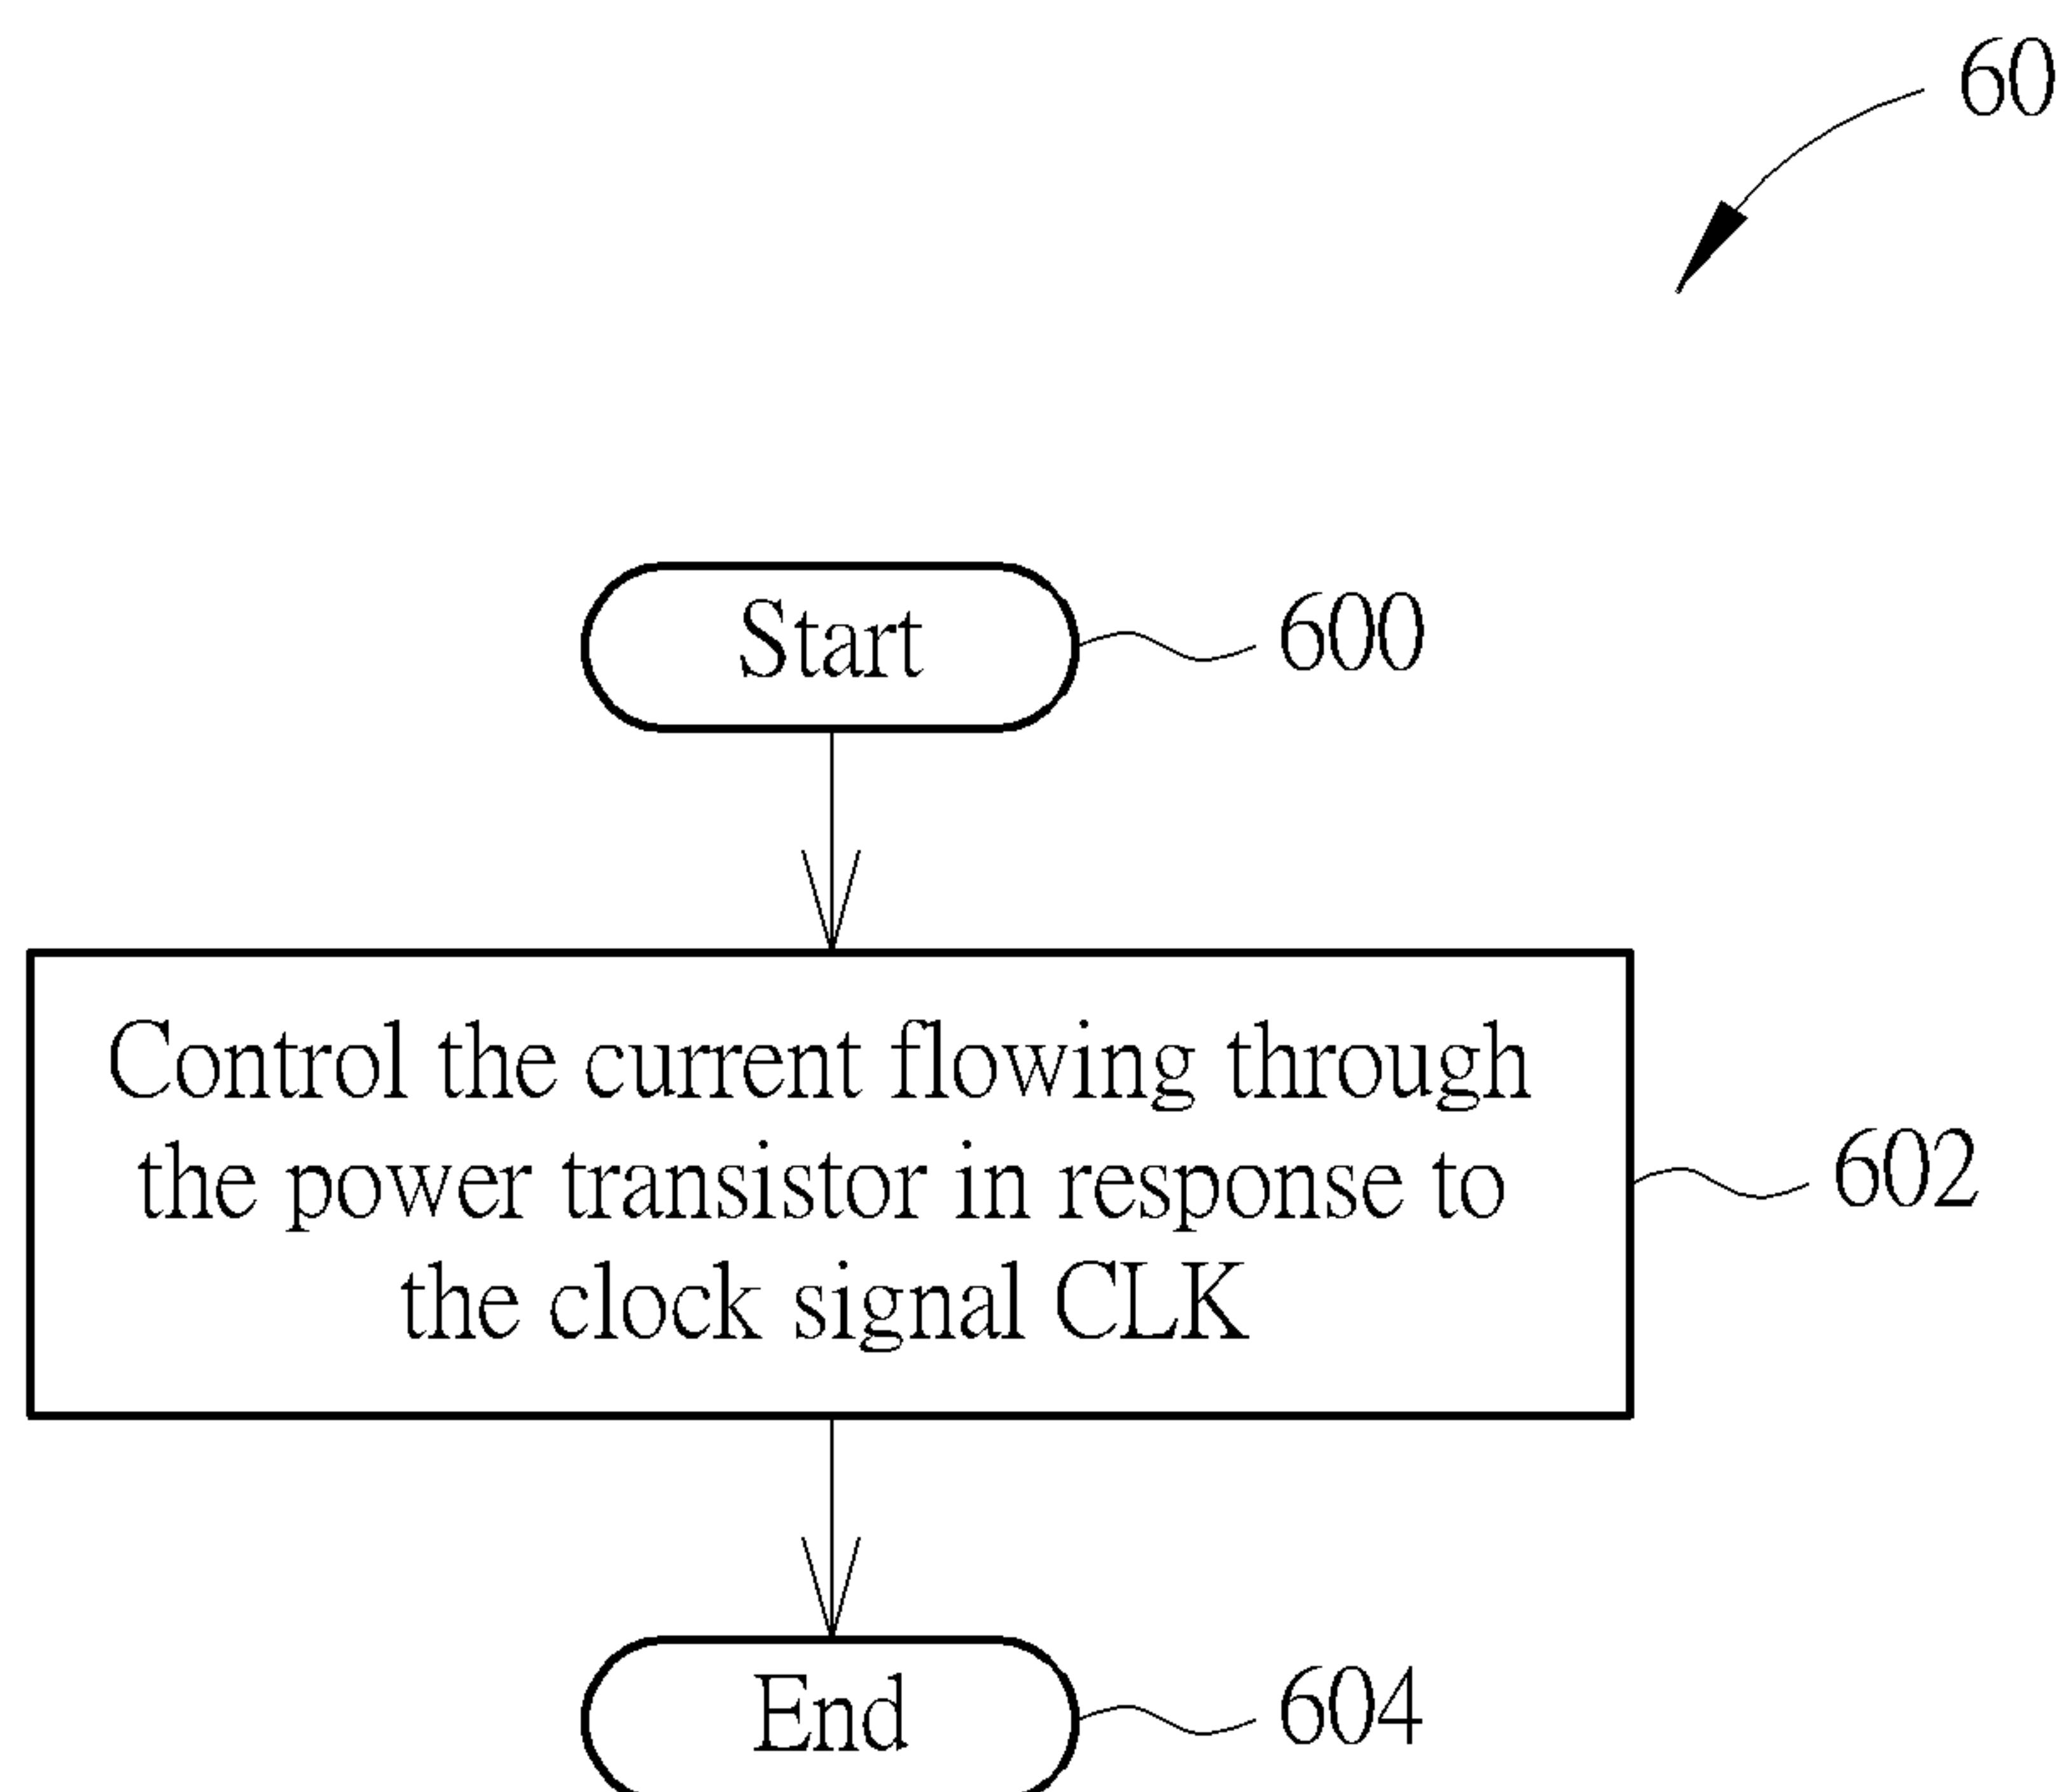 60
Start
600
Control the current flowing through
the power transistor in response to
the clock signal CLK
602
End
604